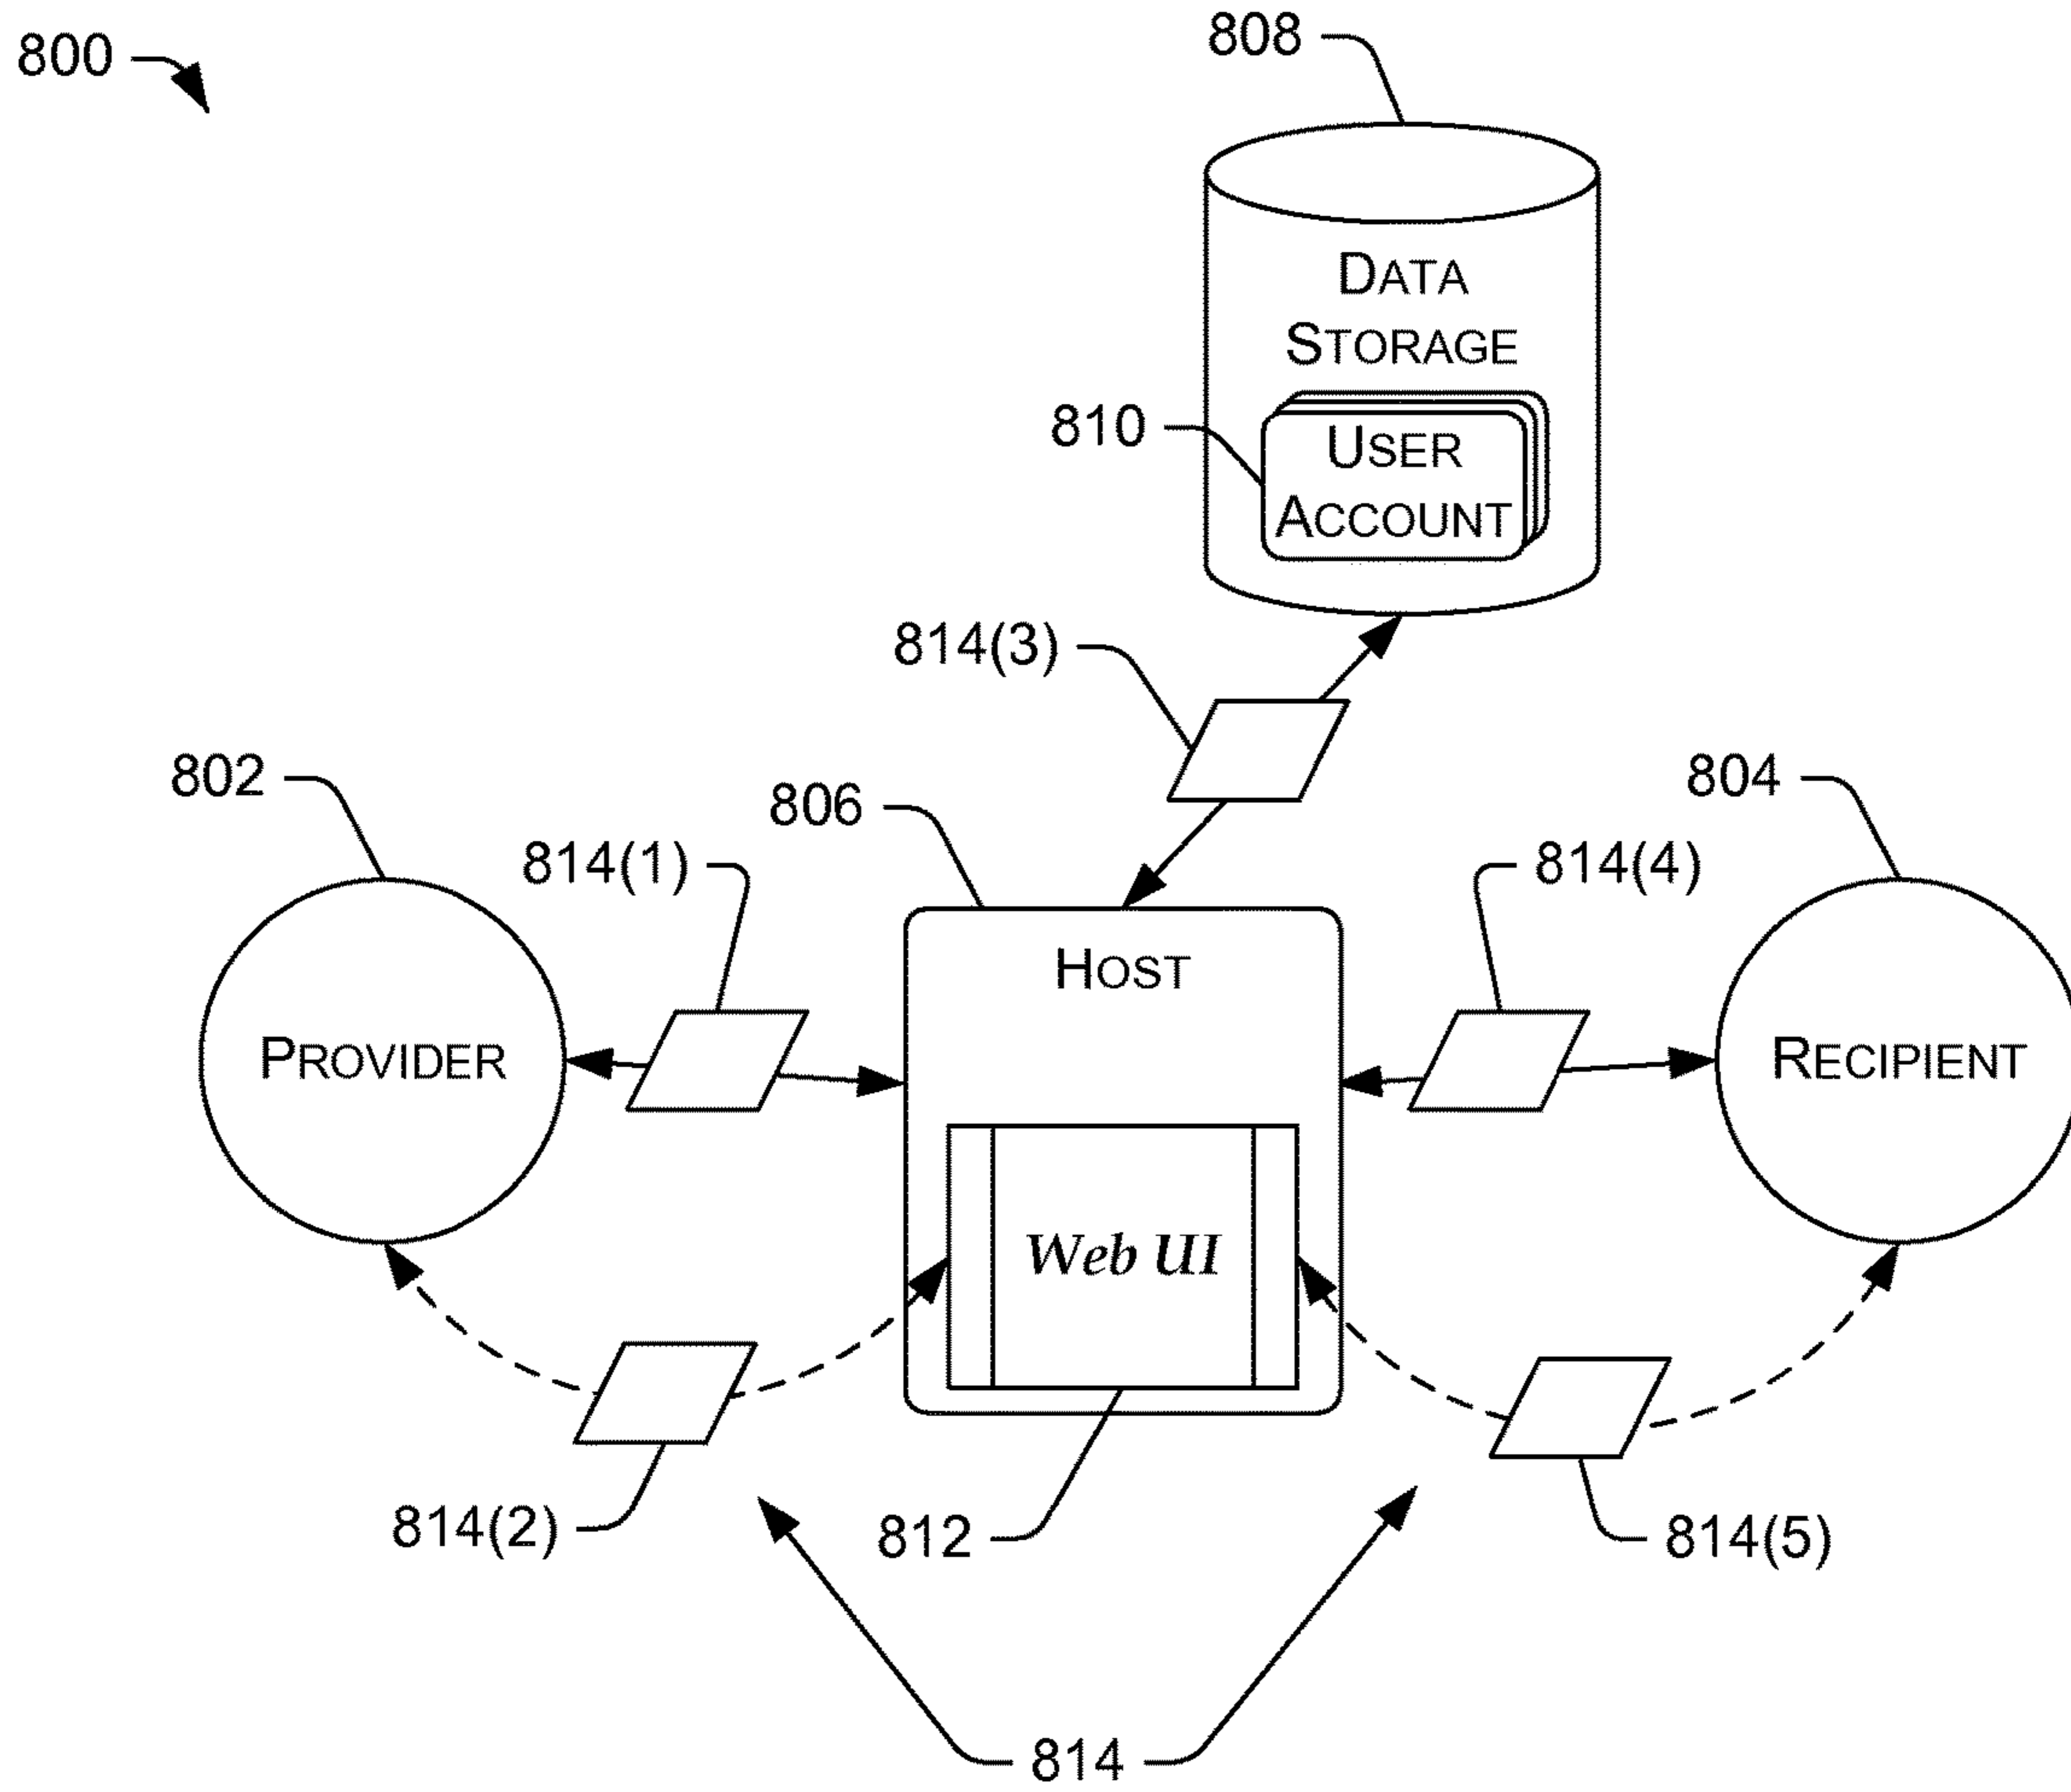 800
808
DATA
STORAGE
810
USER
ACCOUNT
814(3)
802
806
804
814(1)
814(4)
HOST
PROVIDER
RECIPIENT
Web UI
814(2)
812
814(5)
814